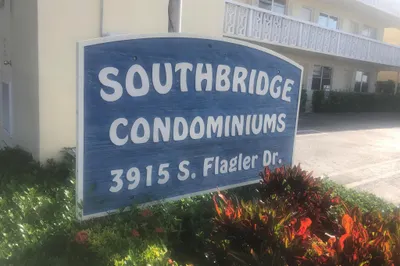 SOUTHBRIDGE
CONDOMINIUMS
3915 S. Flagler Dr.